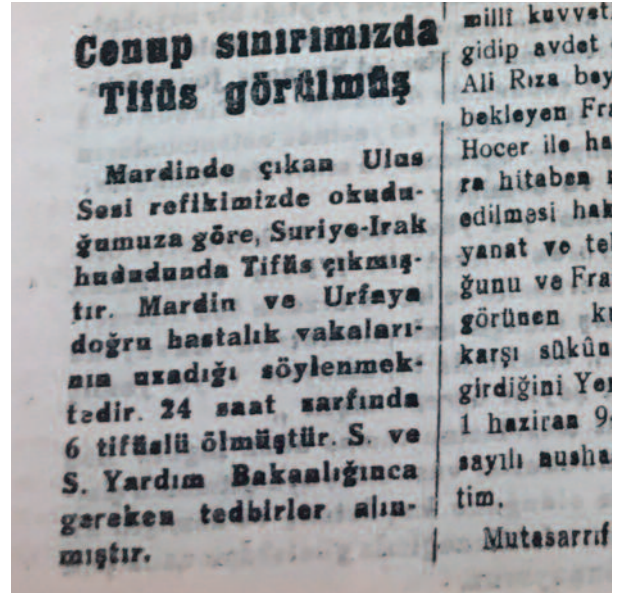 Cenup sınırımızda
Tifüs görülmüş
Mardinde çıkan Ulus
Sesi refikimizde okudu-
ğumuza göre, Suriye-Irak
hududunda Tifüs çıkmış-
tır. Mardin ve Urfaya
doğru hastalık vakaları-
nın uzadığı söylenmek-
tedir. 24 saat zarfında
6 tifüslü ölmüştür. S. ve
S. Yardım Bakanlığınca
gereken tedbirler alın-
mıştır.
millî kuvvet
gidip avdet
Ali Rıza bey
bekleyen Fra
Hocer ile ha
ra hitaben
edilmesi hak
yanat ve te
ğunu ve Fra
görünen k
karşı sükûn
girdiğini Ye
1 haziran 9
sayılı nusha
tim.
Mutasarrıf